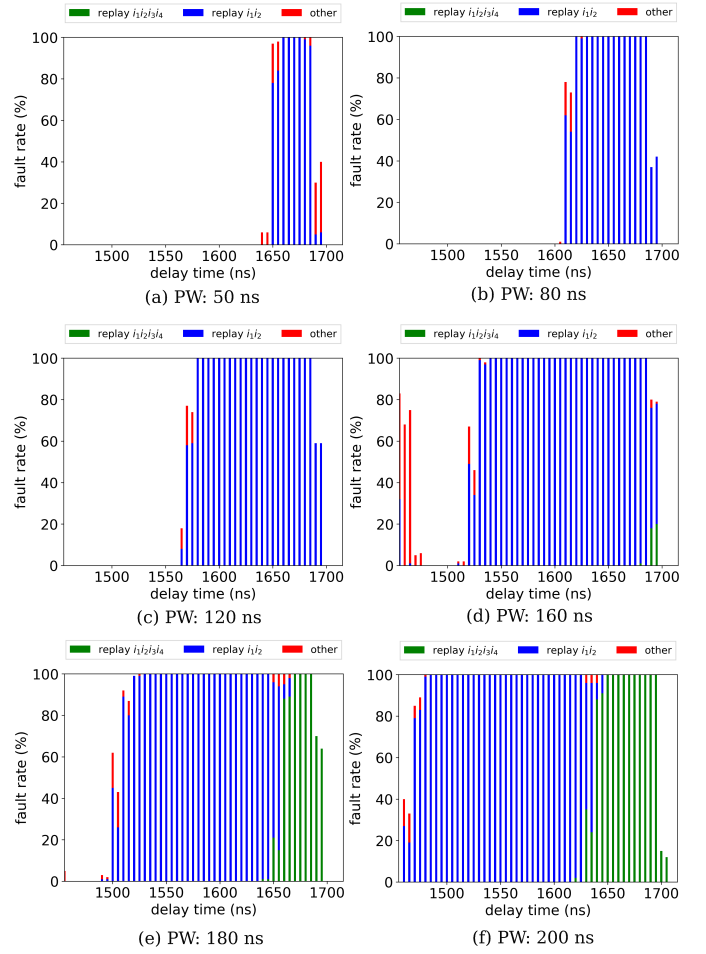 replay i₁i₂i₃i₄ replay i₁i₂ other replay i₁i₂i₃i₄ replay i₁i₂ other
100 100
80 80
60 60
40 40
20 20
0 0
fault rate (%) fault rate (%)
1500 1550 1600 1650 1700 1500 1550 1600 1650 1700
delay time (ns) delay time (ns)
(a) PW: 50 ns (b) PW: 80 ns
replay i₁i₂i₃i₄ replay i₁i₂ other replay i₁i₂i₃i₄ replay i₁i₂ other
100 100
80 80
60 60
40 40
20 20
0 0
fault rate (%) fault rate (%)
1500 1550 1600 1650 1700 1500 1550 1600 1650 1700
delay time (ns) delay time (ns)
(c) PW: 120 ns (d) PW: 160 ns
replay i₁i₂i₃i₄ replay i₁i₂ other replay i₁i₂i₃i₄ replay i₁i₂ other
100 100
80 80
60 60
40 40
20 20
0 0
fault rate (%) fault rate (%)
1500 1550 1600 1650 1700 1500 1550 1600 1650 1700
delay time (ns) delay time (ns)
(e) PW: 180 ns (f) PW: 200 ns